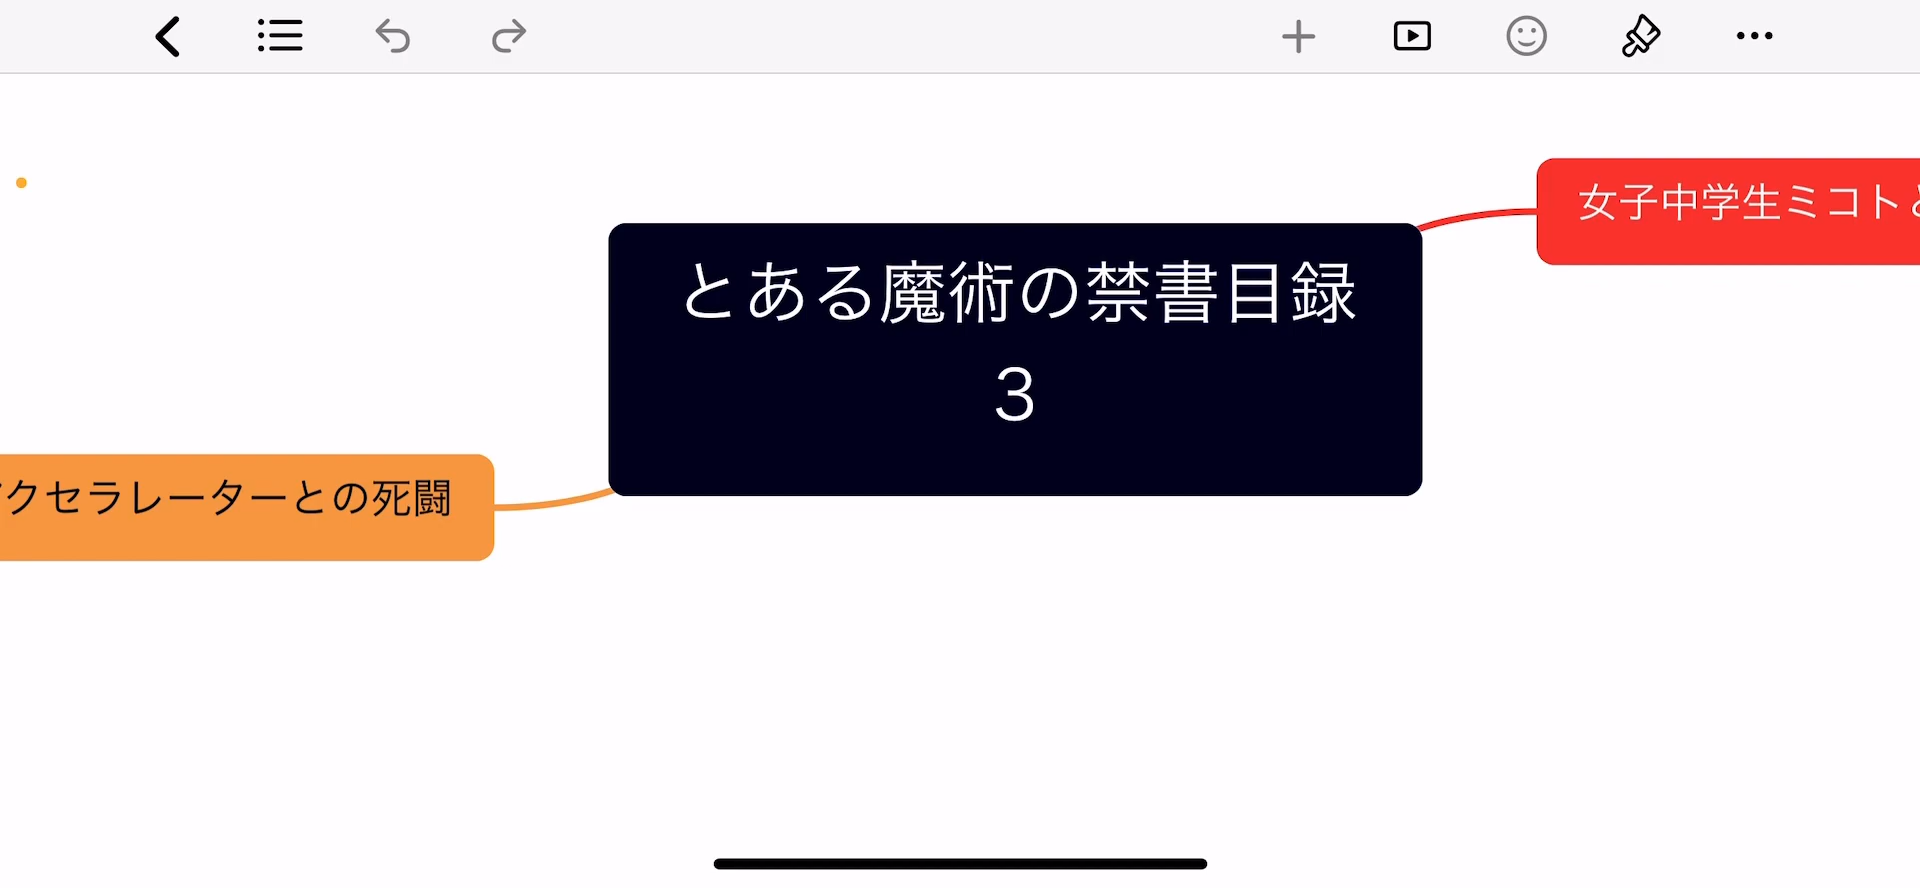 とある魔術の禁書目録
3
女子中学生ミコト
クセラレーターとの死闘